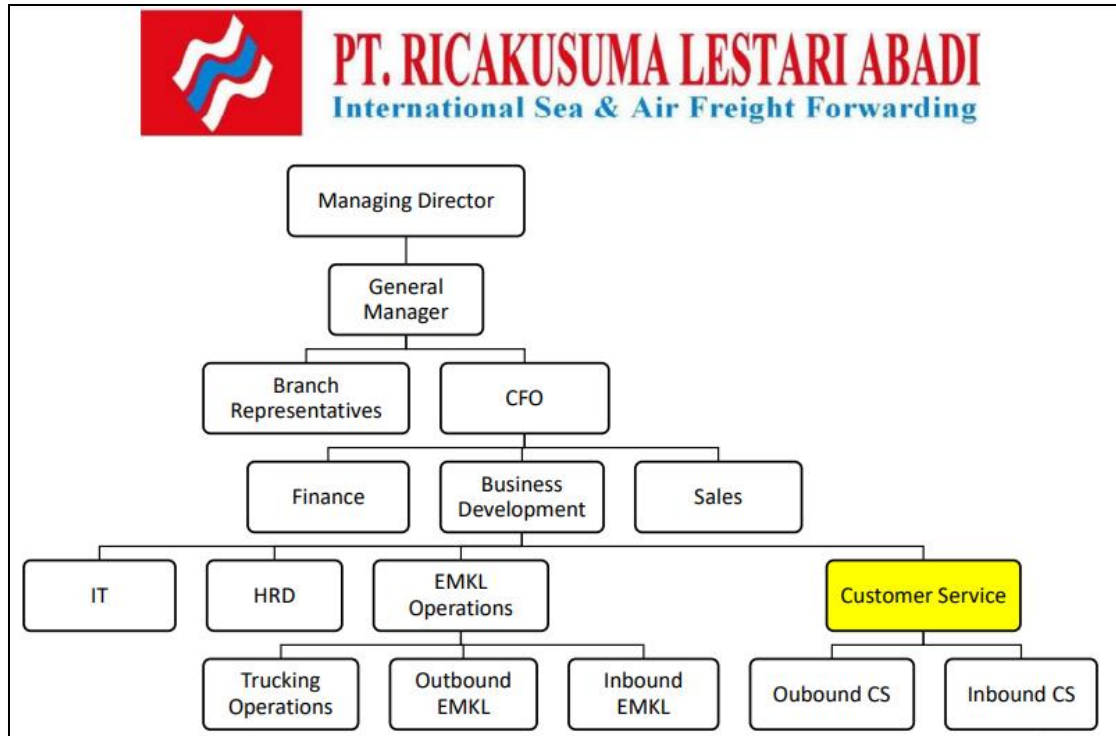 PT. RICAKUSUMA LESTARI ABADI
International Sea & Air Freight Forwarding
Managing Director
General
Manager
Branch
Representatives
CFO
Finance
Business
Development
Sales
IT
HRD
EMKL
Operations
Customer Service
Trucking
Operations
Outbound
EMKL
Inbound
EMKL
Oubound CS
Inbound CS